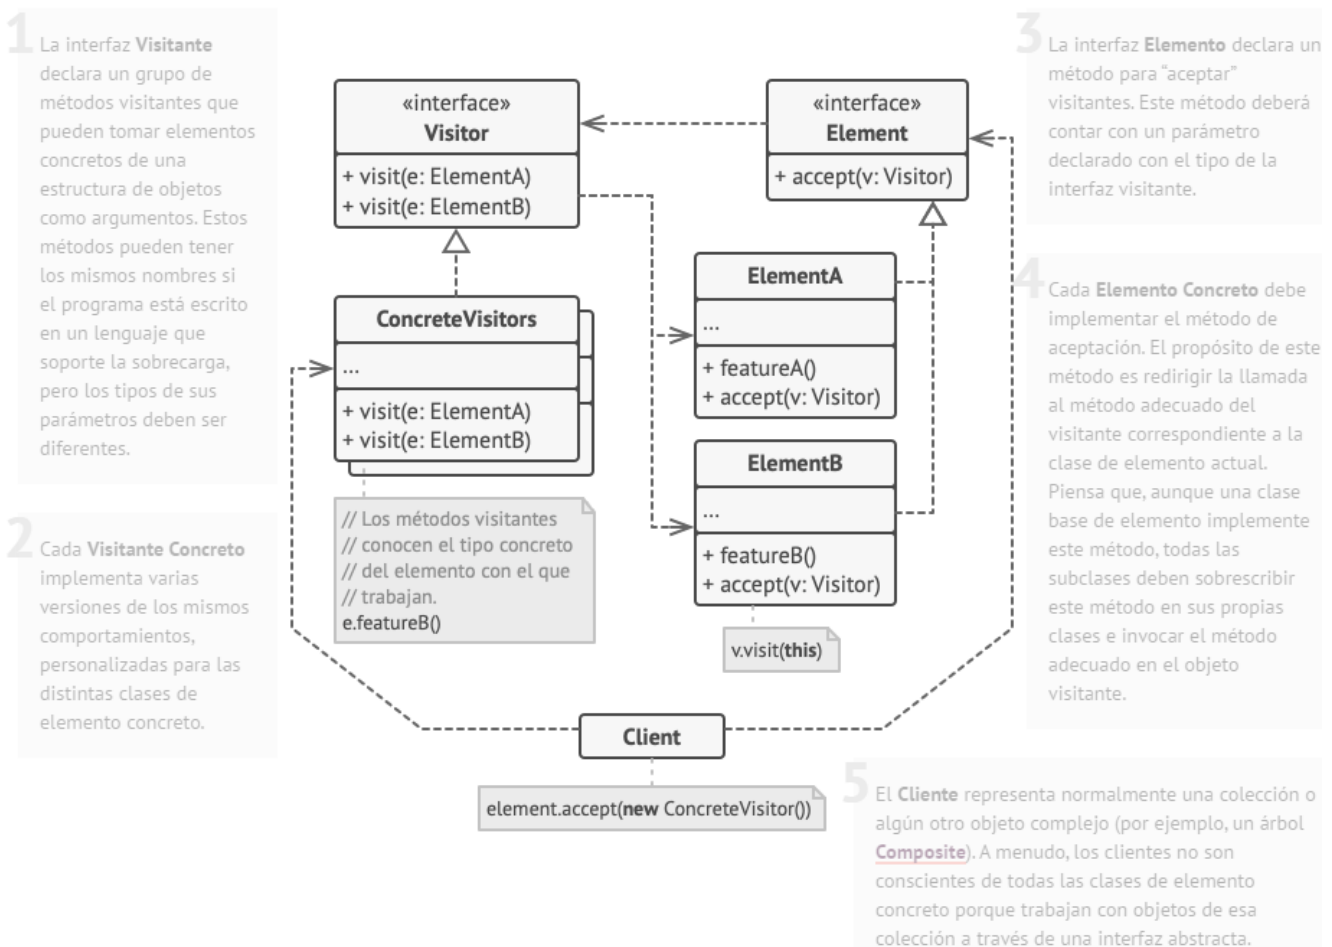 1
La interfaz Visitante
declara un grupo de
métodos visitantes que
pueden tomar elementos
concretos de una
estructura de objetos
como argumentos. Estos
métodos pueden tener
los mismos nombres si
el programa está escrito
en un lenguaje que
soporte la sobrecarga,
pero los tipos de sus
parámetros deben ser
diferentes.
2
Cada Visitante Concreto
implementa varias
versiones de los mismos
comportamientos,
personalizadas para las
distintas clases de
elemento concreto.
«interface»
Visitor
+ visit(e: ElementA)
+ visit(e: ElementB)
ConcreteVisitors
...
+ visit(e: ElementA)
+ visit(e: ElementB)
// Los métodos visitantes
// conocen el tipo concreto
// del elemento con el que
// trabajan.
e.featureB()
«interface»
Element
+ accept(v: Visitor)
ElementA
...
+ featureA()
+ accept(v: Visitor)
ElementB
...
+ featureB()
+ accept(v: Visitor)
v.visit(this)
Client
element.accept(new ConcreteVisitor())
3
La interfaz Elemento declara un
método para “aceptar”
visitantes. Este método deberá
contar con un parámetro
declarado con el tipo de la
interfaz visitante.
4
Cada Elemento Concreto debe
implementar el método de
aceptación. El propósito de este
método es redirigir la llamada
al método adecuado del
visitante correspondiente a la
clase de elemento actual.
Piensa que, aunque una clase
base de elemento implemente
este método, todas las
subclases deben sobrescribir
este método en sus propias
clases e invocar el método
adecuado en el objeto
visitante.
5
El Cliente representa normalmente una colección o
algún otro objeto complejo (por ejemplo, un árbol
Composite). A menudo, los clientes no son
conscientes de todas las clases de elemento
concreto porque trabajan con objetos de esa
colección a través de una interfaz abstracta.